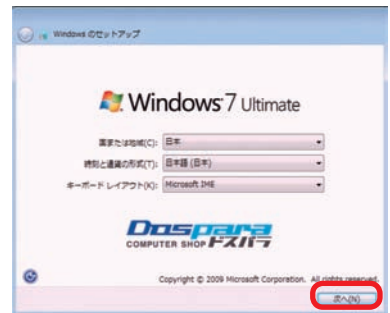 Windows のセットアップ
Windows 7 Ultimate
国または地域(C): 日本
時刻と通貨の形式(T): 日本語 (日本)
キーボード レイアウト(K): Microsoft IME
Dospara
COMPUTER SHOP ドスパラ
Copyright © 2009 Microsoft Corporation. All rights reserved.
次へ(N)